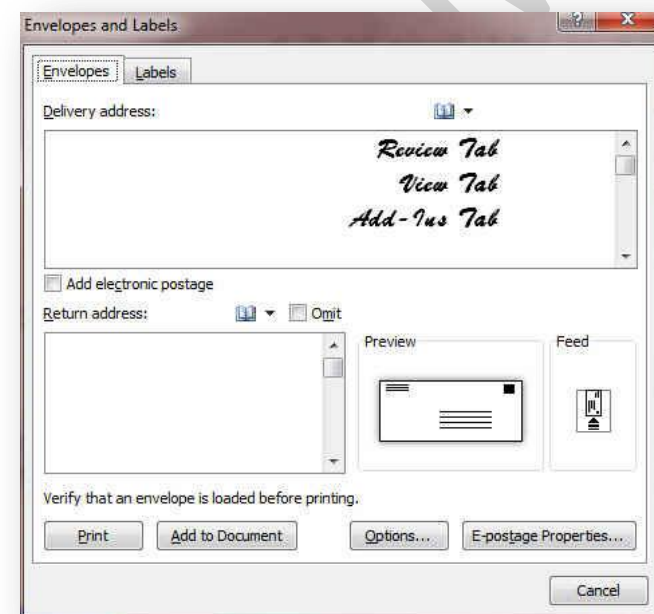 Envelopes and Labels
Envelopes Labels
Delivery address:
Review Tab
View Tab
Add-Ins Tab
Add electronic postage
Return address: Omit
Preview Feed
Verify that an envelope is loaded before printing.
Print Add to Document Options... E-postage Properties...
Cancel